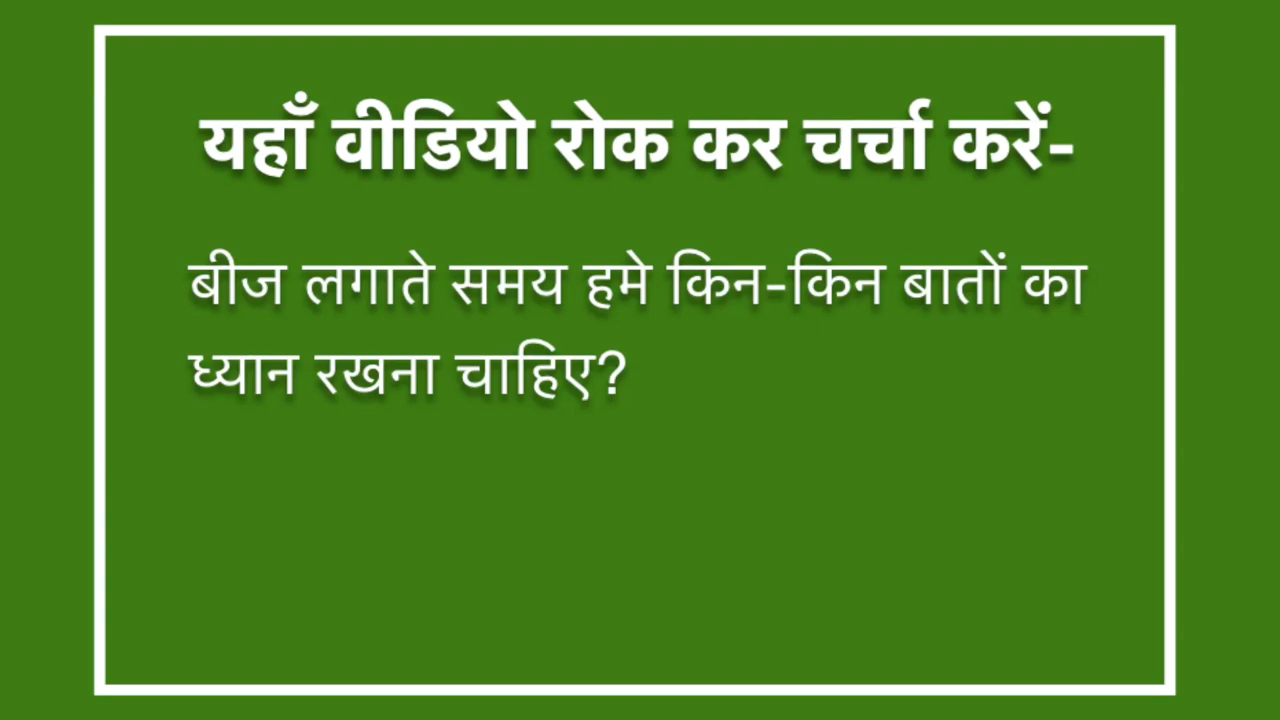 यहाँ वीडियो रोक कर चर्चा करें-
बीज लगाते समय हमे किन-किन बातों का
ध्यान रखना चाहिए?